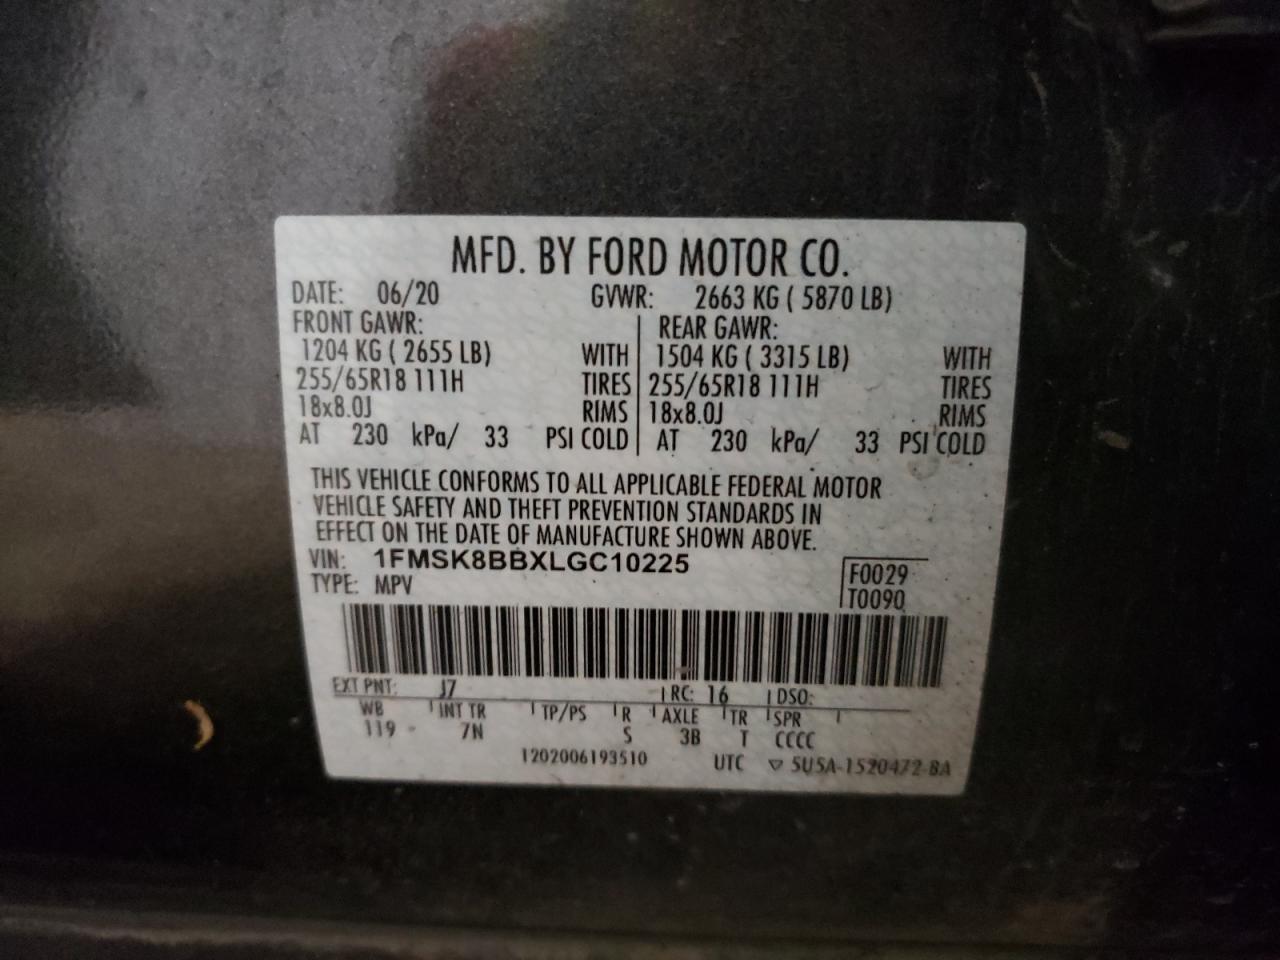 MFD. BY FORD MOTOR CO.
DATE: 06/20 GVWR: 2663 KG ( 5870 LB)
FRONT GAWR: REAR GAWR:
1204 KG ( 2655 LB) WITH 1504 KG ( 3315 LB) WITH
255/65R18 111H TIRES 255/65R18 111H TIRES
18x8.0J RIMS 18x8.0J RIMS
AT 230 kPa/ 33 PSI COLD AT 230 kPa/ 33 PSI COLD
THIS VEHICLE CONFORMS TO ALL APPLICABLE FEDERAL MOTOR
VEHICLE SAFETY AND THEFT PREVENTION STANDARDS IN
EFFECT ON THE DATE OF MANUFACTURE SHOWN ABOVE.
VIN: 1FMSK8BBXLGC10225
F0029
TYPE: MPV
T0090
EXT PNT: J7 RC: 16 DSO:
WB INT TR TP/PS R AXLE TR SPR
119 7N S 3B T CCCC
1202006193510 UTC ▽ 5U5A-1520472-BA